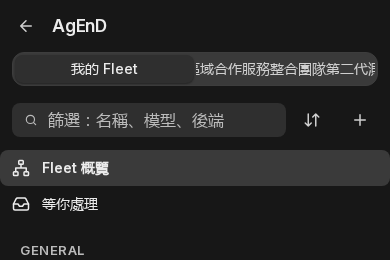 AgEnD
我的 Fleet
域合作服務整合團隊第二代
篩選：名稱、模型、後端
Fleet 概覽
等你處理
GENERAL